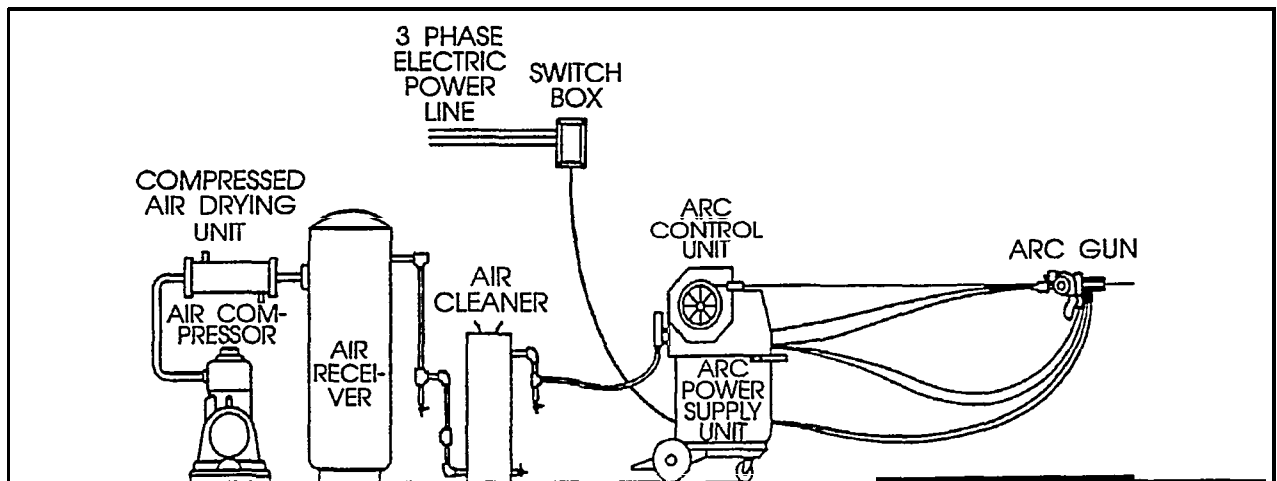 3 PHASE
ELECTRIC
POWER
LINE
SWITCH
BOX
COMPRESSED
AIR DRYING
UNIT
ARC
CONTROL
UNIT
ARC GUN
AIR
CLEANER
AIR COM-
PRESSOR
AIR
RECEI-
VER
ARC
POWER
SUPPLY
UNIT